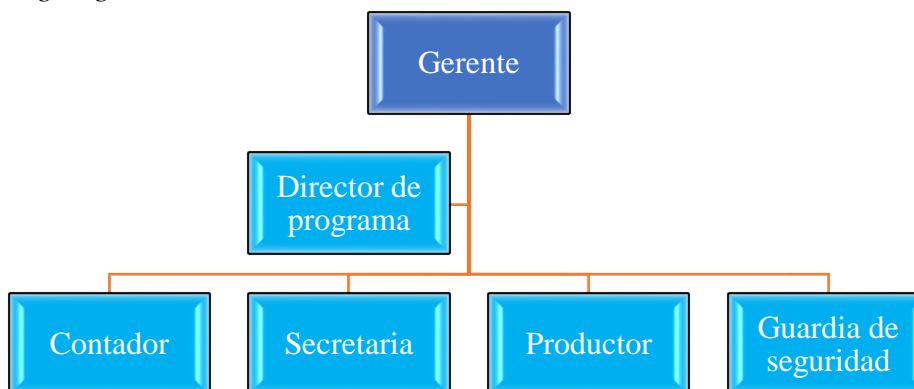 Gerente
Director de
programa
Contador
Secretaria
Productor
Guardia de
seguridad